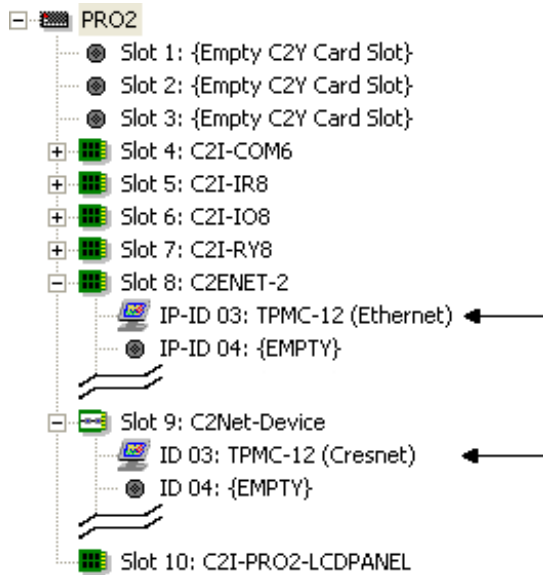 PRO2
Slot 1: {Empty C2Y Card Slot}
Slot 2: {Empty C2Y Card Slot}
Slot 3: {Empty C2Y Card Slot}
Slot 4: C2I-COM6
Slot 5: C2I-IR8
Slot 6: C2I-IO8
Slot 7: C2I-RY8
Slot 8: C2ENET-2
IP-ID 03: TPMC-12 (Ethernet)
IP-ID 04: {EMPTY}
Slot 9: C2Net-Device
ID 03: TPMC-12 (Cresnet)
ID 04: {EMPTY}
Slot 10: C2I-PRO2-LCDPANEL